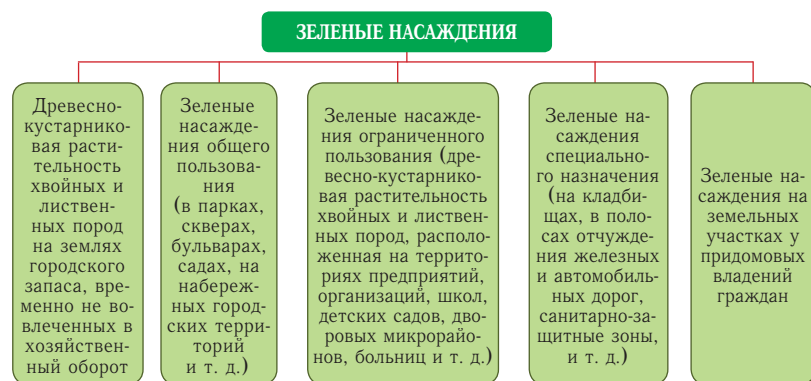 ЗЕЛЕНЫЕ НАСАЖДЕНИЯ
Древесно-
кустарнико-
вая расти-
тельность
хвойных и
листвен-
ных пород
на землях
городского
запаса, вре-
менно не во-
влеченных в
хозяйствен-
ный оборот
Зеленые
насажде-
ния общего
пользова-
ния
(в парках,
скверах,
бульварах,
садах, на
набереж-
ных город-
ских терри-
торий
и т. д.)
Зеленые насажде-
ния ограниченного
пользования (дре-
весно-кустарнико-
вая растительность
хвойных и листвен-
ных пород, располо-
женная на террито-
риях предприятий,
организаций, школ,
детских садов, дво-
ровых микрорайо-
нов, больниц и т. д.)
Зеленые на-
саждения
специально-
го назначения
(на кладби-
щах, в поло-
сах отчужде-
ния железных
и автомобиль-
ных дорог,
санитарно-за-
щитные зоны,
и т. д.)
Зеленые на-
саждения на
земельных
участках у
придомовых
владений
граждан